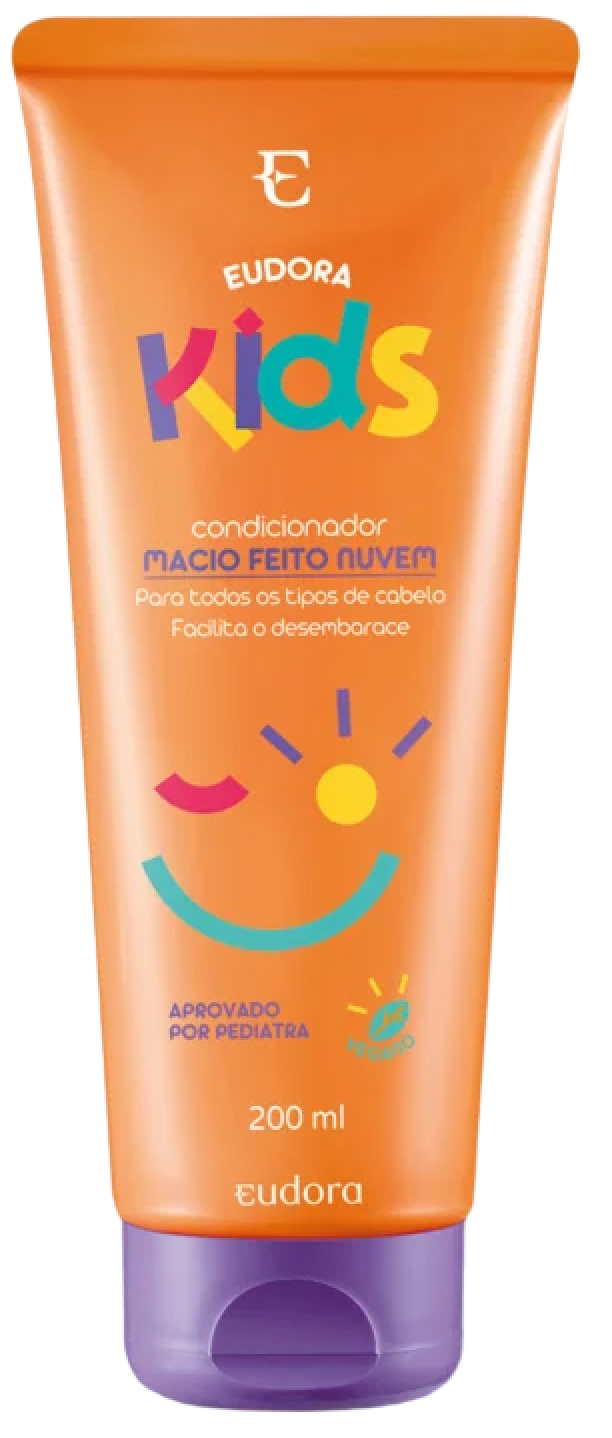 E
EUDORA
Kids
condicionador
MACIO FEITO NUVEM
Para todos os tipos de cabelo
Facilita o desembarace
APROVADO
POR PEDIATRA
VEGANO
200 ml
eudora